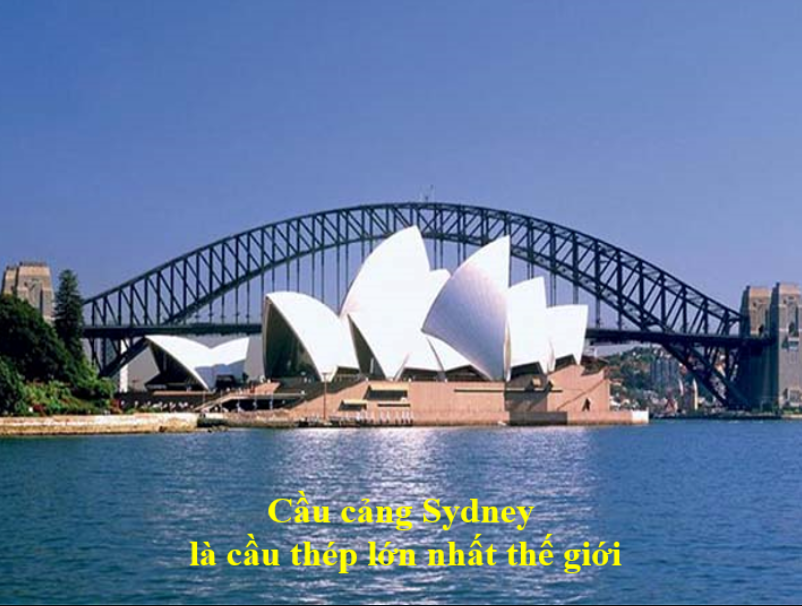 Cầu cảng Sydney
là cầu thép lớn nhất thế giới